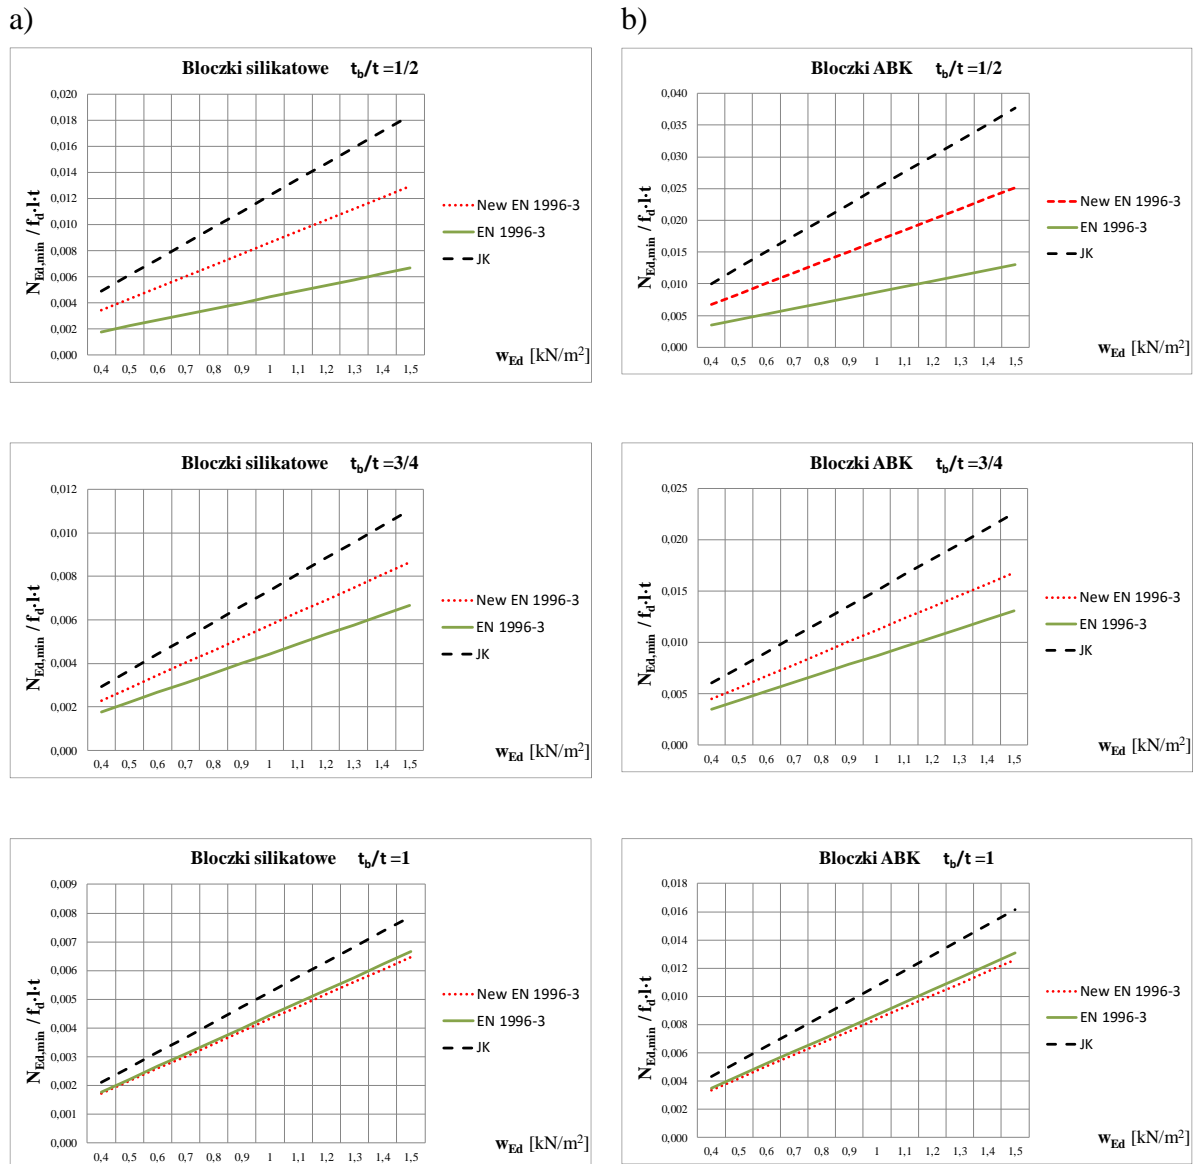 a)
Bloczki silikatowe t_b/t =1/2
N_Ed,min / f_d·l·t
0,020
0,018
0,016
0,014
0,012
0,010
0,008
0,006
0,004
0,002
0,000
0,4 0,5 0,6 0,7 0,8 0,9 1 1,1 1,2 1,3 1,4 1,5
w_Ed [kN/m²]
New EN 1996-3
EN 1996-3
JK
b)
Bloczki ABK t_b/t =1/2
N_Ed,min / f_d·l·t
0,040
0,035
0,030
0,025
0,020
0,015
0,010
0,005
0,000
0,4 0,5 0,6 0,7 0,8 0,9 1 1,1 1,2 1,3 1,4 1,5
w_Ed [kN/m²]
New EN 1996-3
EN 1996-3
JK
Bloczki silikatowe t_b/t =3/4
N_Ed,min / f_d·l·t
0,012
0,010
0,008
0,006
0,004
0,002
0,000
0,4 0,5 0,6 0,7 0,8 0,9 1 1,1 1,2 1,3 1,4 1,5
w_Ed [kN/m²]
New EN 1996-3
EN 1996-3
JK
Bloczki ABK t_b/t =3/4
N_Ed,min / f_d·l·t
0,025
0,020
0,015
0,010
0,005
0,000
0,4 0,5 0,6 0,7 0,8 0,9 1 1,1 1,2 1,3 1,4 1,5
w_Ed [kN/m²]
New EN 1996-3
EN 1996-3
JK
Bloczki silikatowe t_b/t =1
N_Ed,min / f_d·l·t
0,009
0,008
0,007
0,006
0,005
0,004
0,003
0,002
0,001
0,000
0,4 0,5 0,6 0,7 0,8 0,9 1 1,1 1,2 1,3 1,4 1,5
w_Ed [kN/m²]
New EN 1996-3
EN 1996-3
JK
Bloczki ABK t_b/t =1
N_Ed,min / f_d·l·t
0,018
0,016
0,014
0,012
0,010
0,008
0,006
0,004
0,002
0,000
0,4 0,5 0,6 0,7 0,8 0,9 1 1,1 1,2 1,3 1,4 1,5
w_Ed [kN/m²]
New EN 1996-3
EN 1996-3
JK